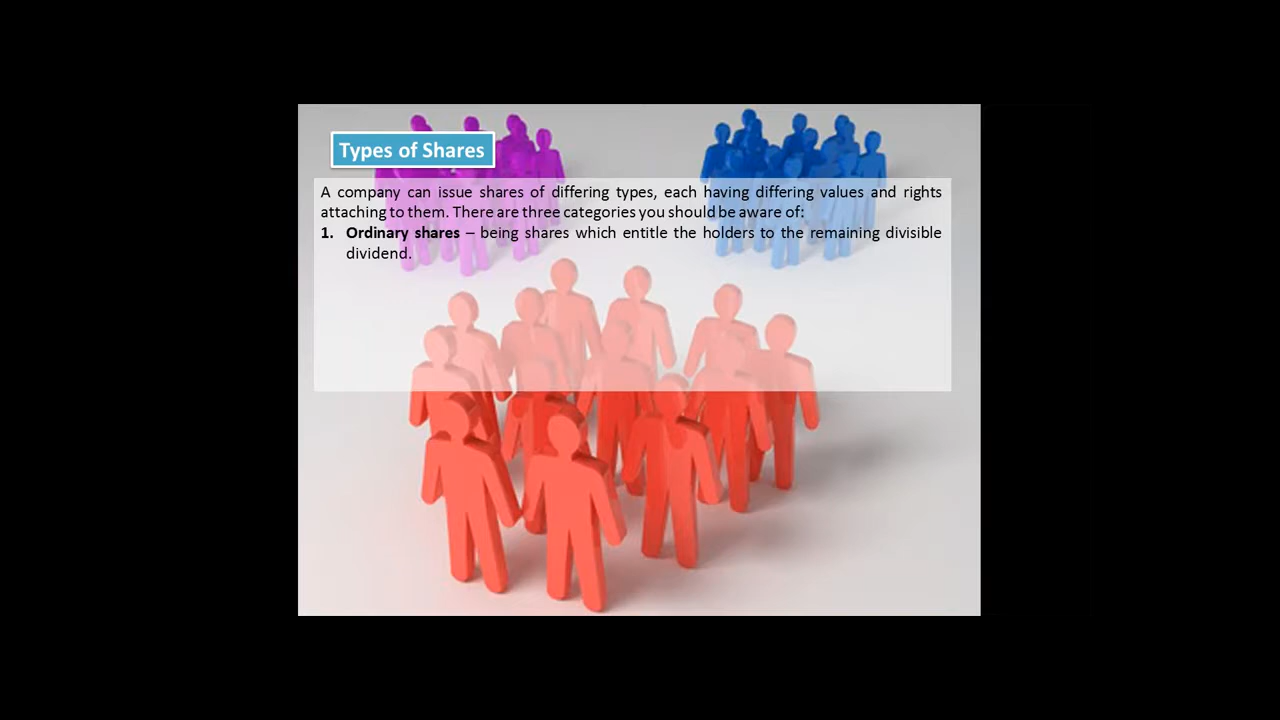 Types of Shares
A company can issue shares of differing types, each having differing values and rights
attaching to them. There are three categories you should be aware of:
1. Ordinary shares – being shares which entitle the holders to the remaining divisible
dividend.